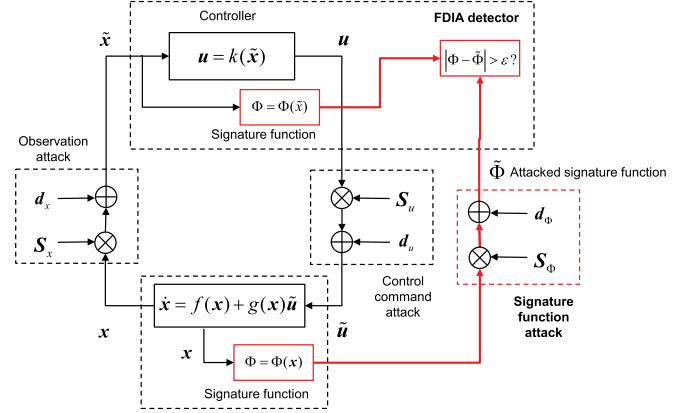 Controller
FDIA detector
x̃
u = k(x̃)
u
|Φ − Φ̃| > ε ?
Φ = Φ(x̃)
Signature function
Observation
attack
Φ̃ Attacked signature function
d_x
S_u
d_Φ
S_x
d_u
S_Φ
Control
command
attack
Signature
function
attack
ẋ = f(x) + g(x)ũ
x
ũ
x
Φ = Φ(x)
Signature function